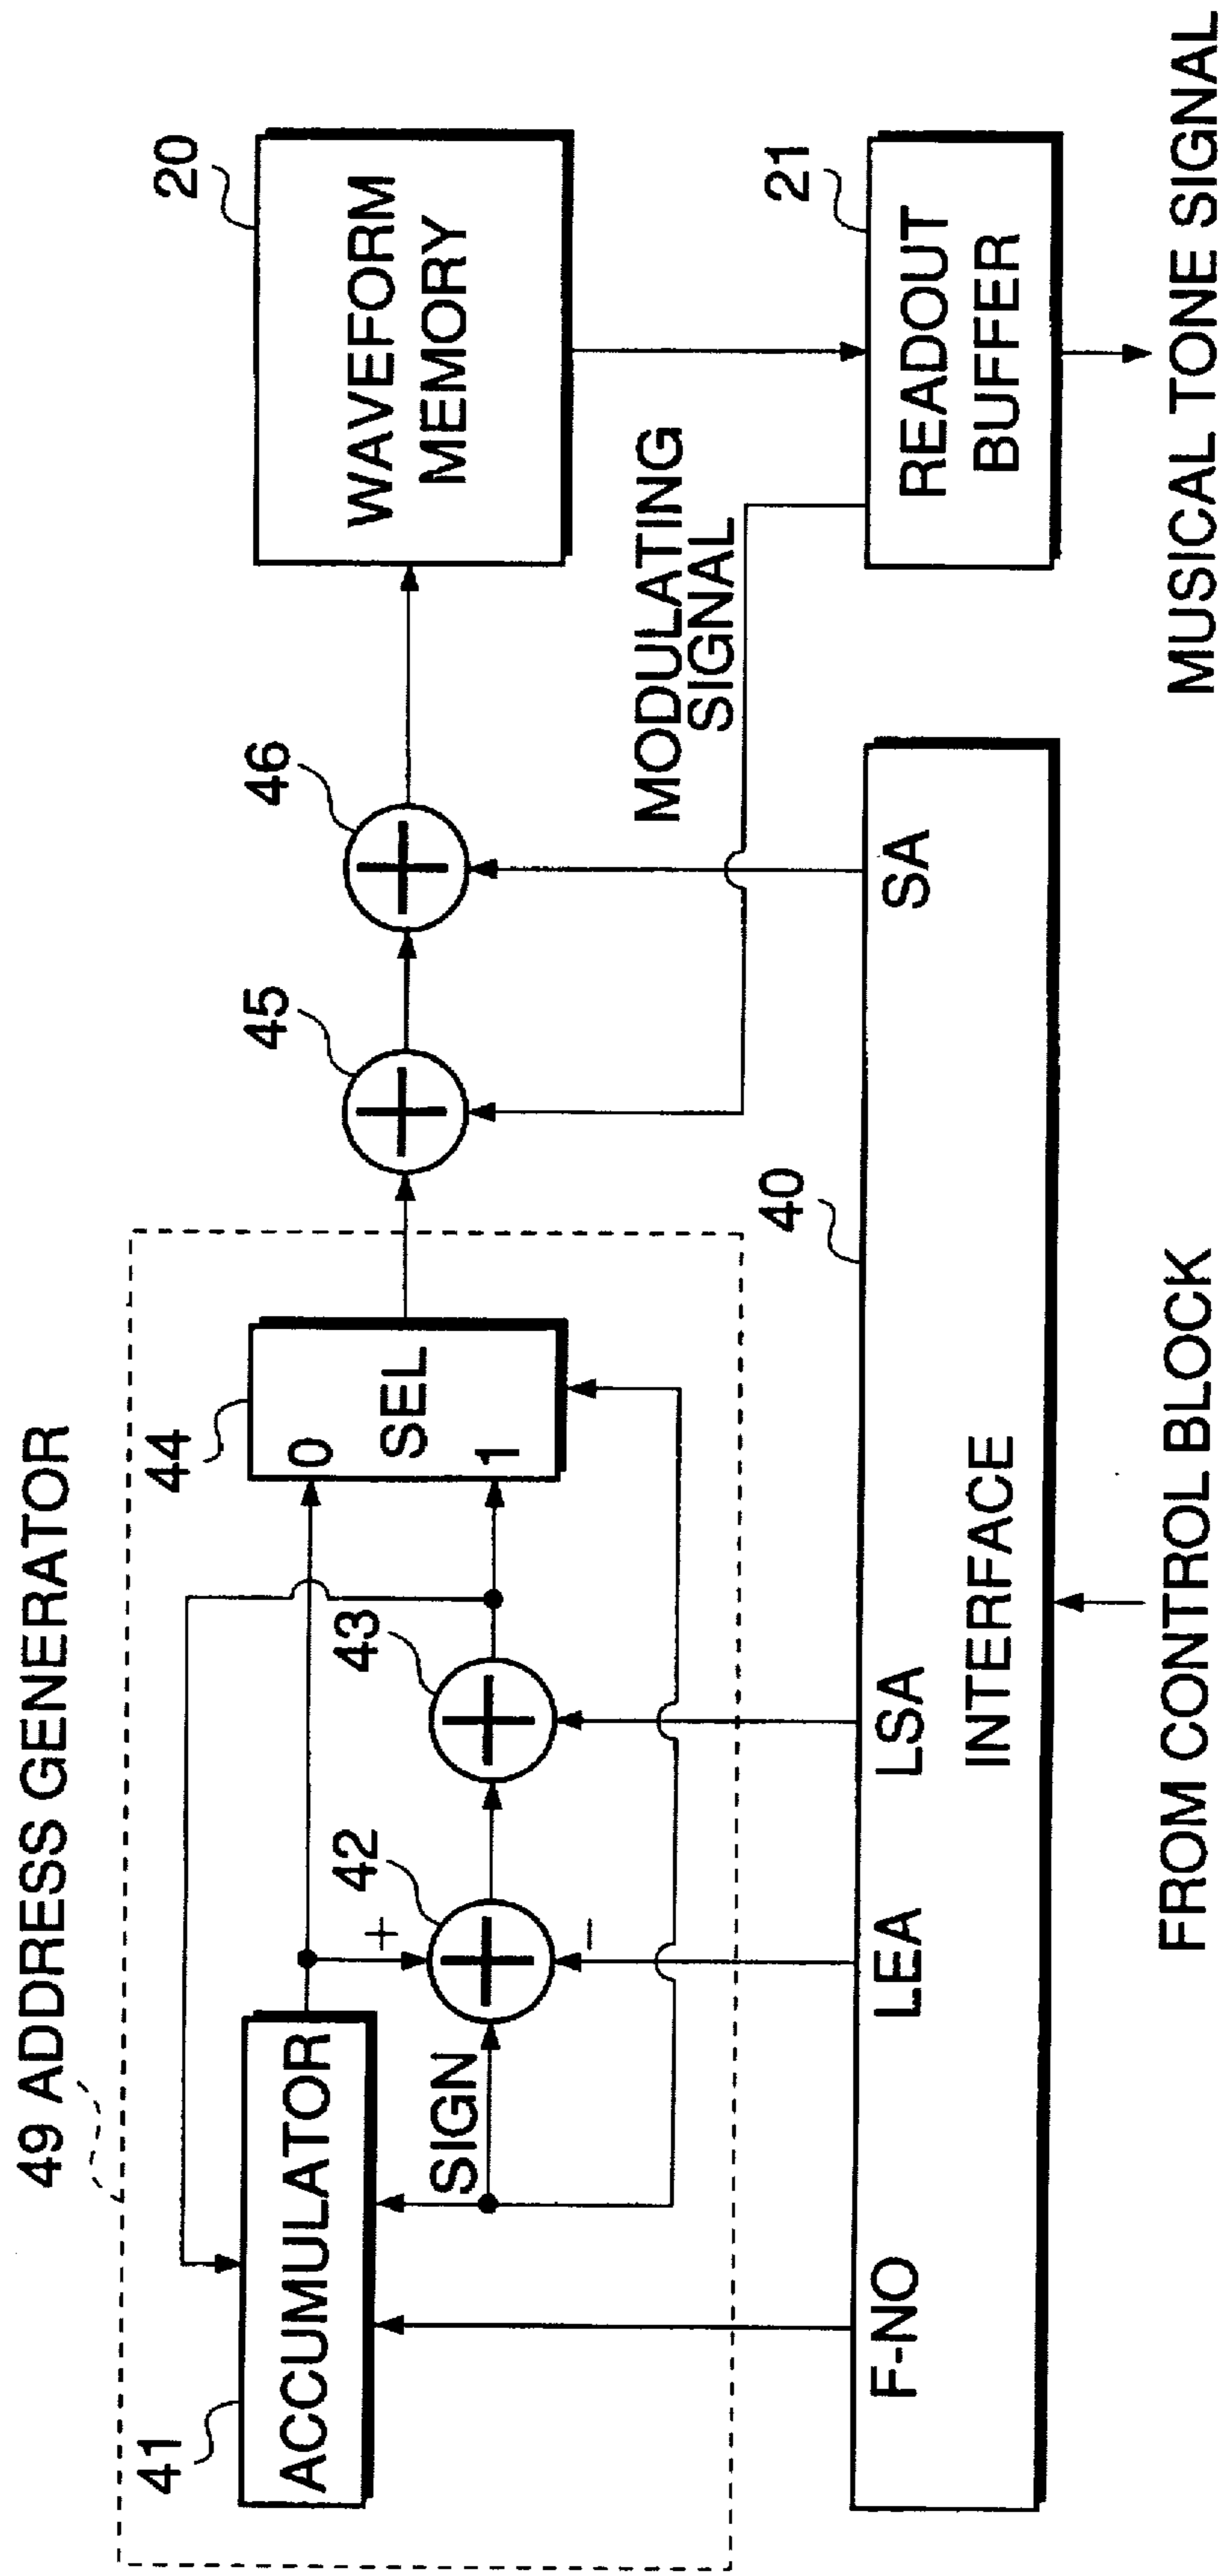 49 ADDRESS GENERATOR
41
ACCUMULATOR
SIGN
+
42
-
43
44
0
SEL
1
45
46
20
WAVEFORM
MEMORY
MODULATING
SIGNAL
21
READOUT
BUFFER
40
F-NO
LEA
LSA
SA
INTERFACE
FROM CONTROL BLOCK
MUSICAL TONE SIGNAL